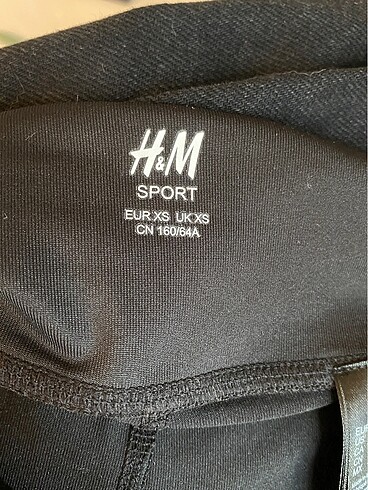 H&M
SPORT
EUR XS UK XS
CN 160/64A